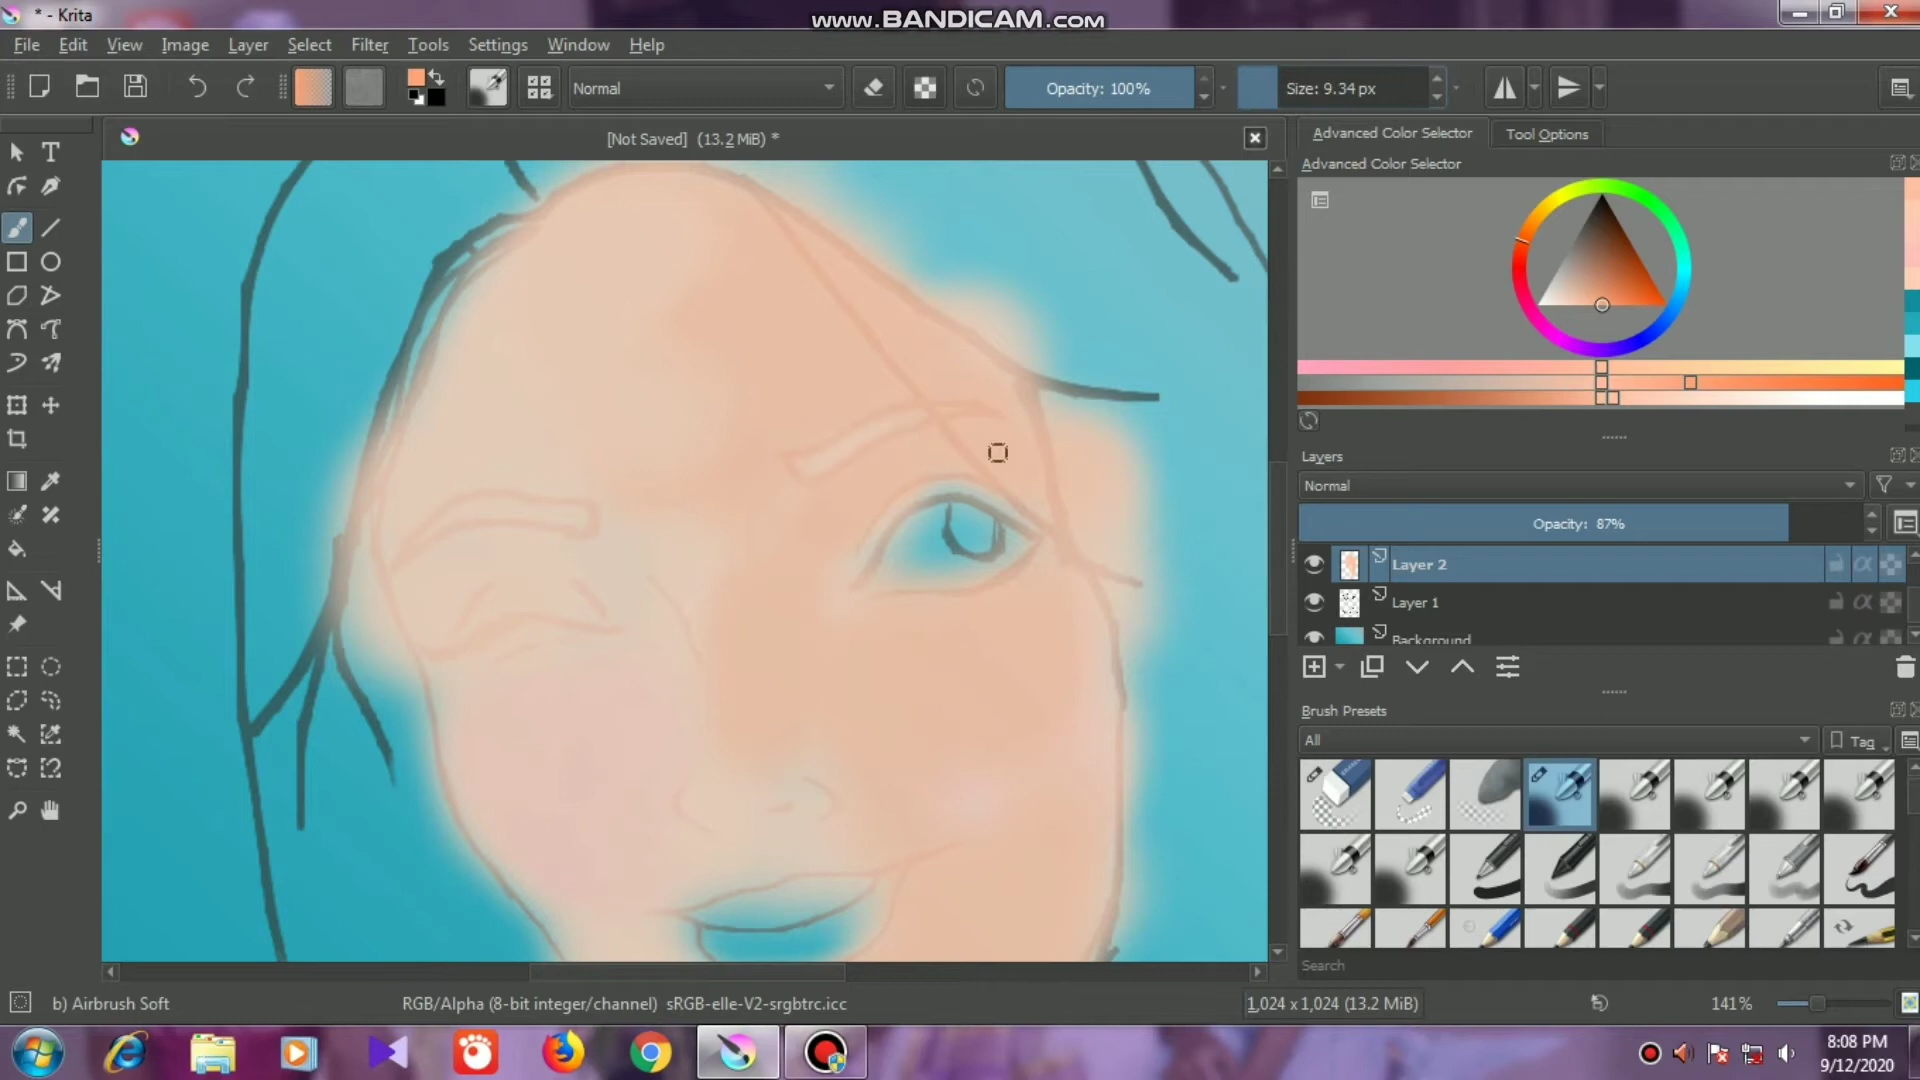 * - Krita
www.BANDICAM.com
File Edit View Image Layer Select Filter Tools Settings Window Help
Normal
Opacity: 100%
Size: 9.34 px
[Not Saved] (13.2 MiB) *
Advanced Color Selector
Tool Options
Advanced Color Selector
Layers
Normal
Opacity: 87%
Layer 2
Layer 1
Background
Brush Presets
All
Tag
Search
b) Airbrush Soft
RGB/Alpha (8-bit integer/channel) sRGB-elle-V2-srgbtrc.icc
1,024 x 1,024 (13.2 MiB)
141%
8:08 PM
9/12/2020